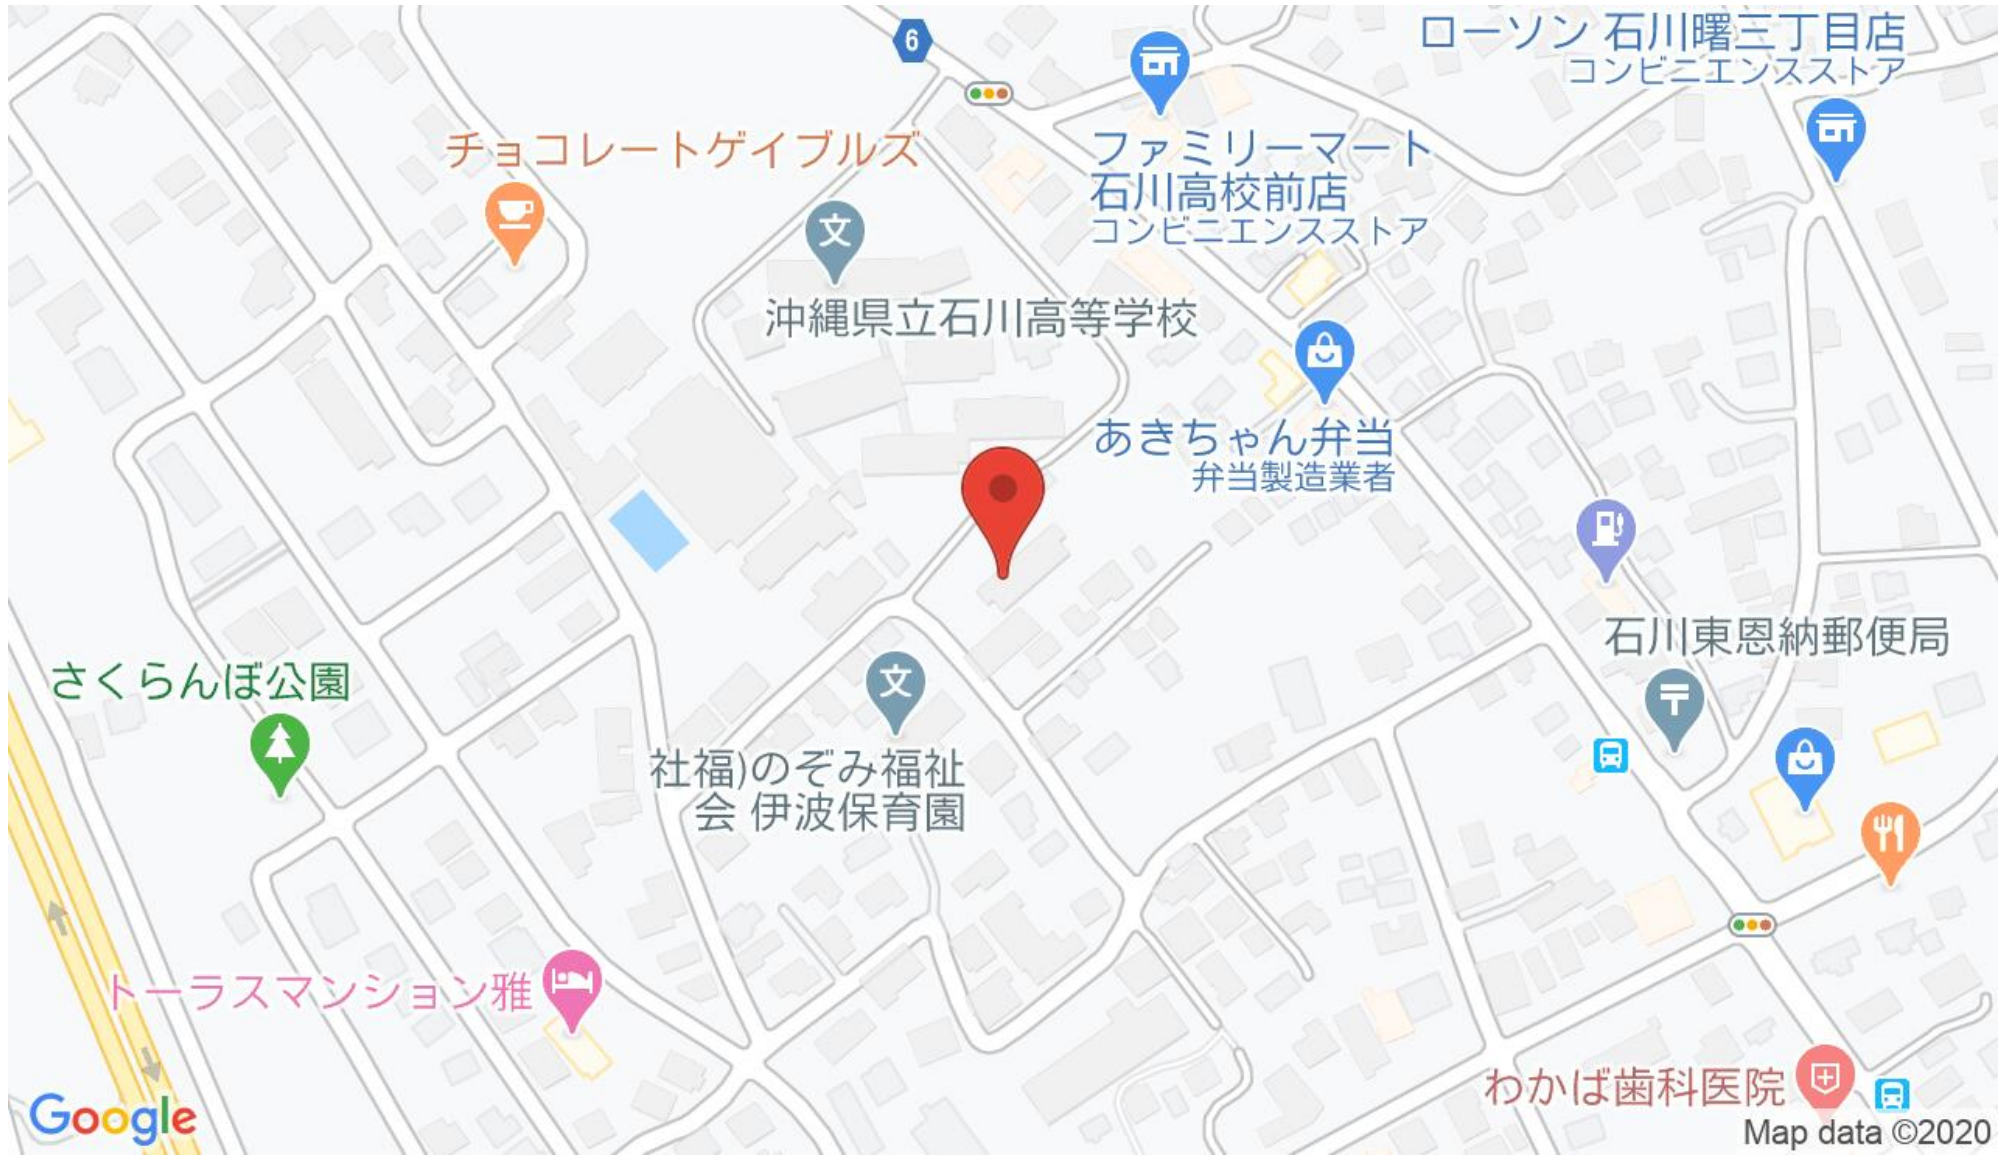 ローソン 石川曙三丁目店
コンビニエンスストア
6
チョコレートゲイブルズ
ファミリーマート
石川高校前店
コンビニエンスストア
文
沖縄県立石川高等学校
あきちゃん弁当
弁当製造業者
石川東恩納郵便局
さくらんぼ公園
文
社福)のぞみ福祉
会 伊波保育園
トーラスマンション雅
わかば歯科医院
Google
Map data ©2020